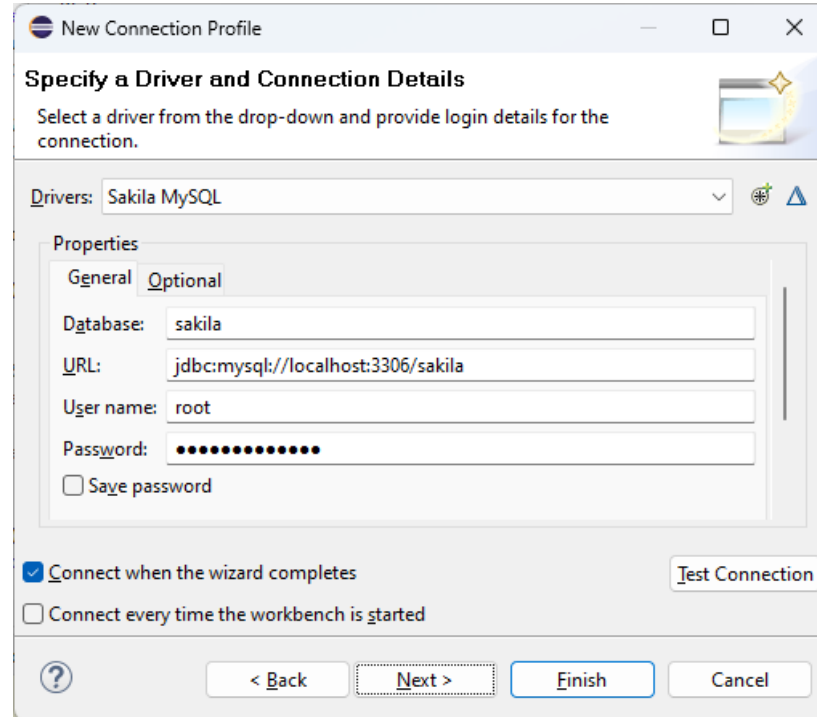 New Connection Profile
Specify a Driver and Connection Details
Select a driver from the drop-down and provide login details for the
connection.
Drivers: Sakila MySQL
Properties
General Optional
Database: sakila
URL: jdbc:mysql://localhost:3306/sakila
User name: root
Password: ●●●●●●●●●●●●●
Save password
Connect when the wizard completes
Test Connection
Connect every time the workbench is started
? < Back Next > Finish Cancel